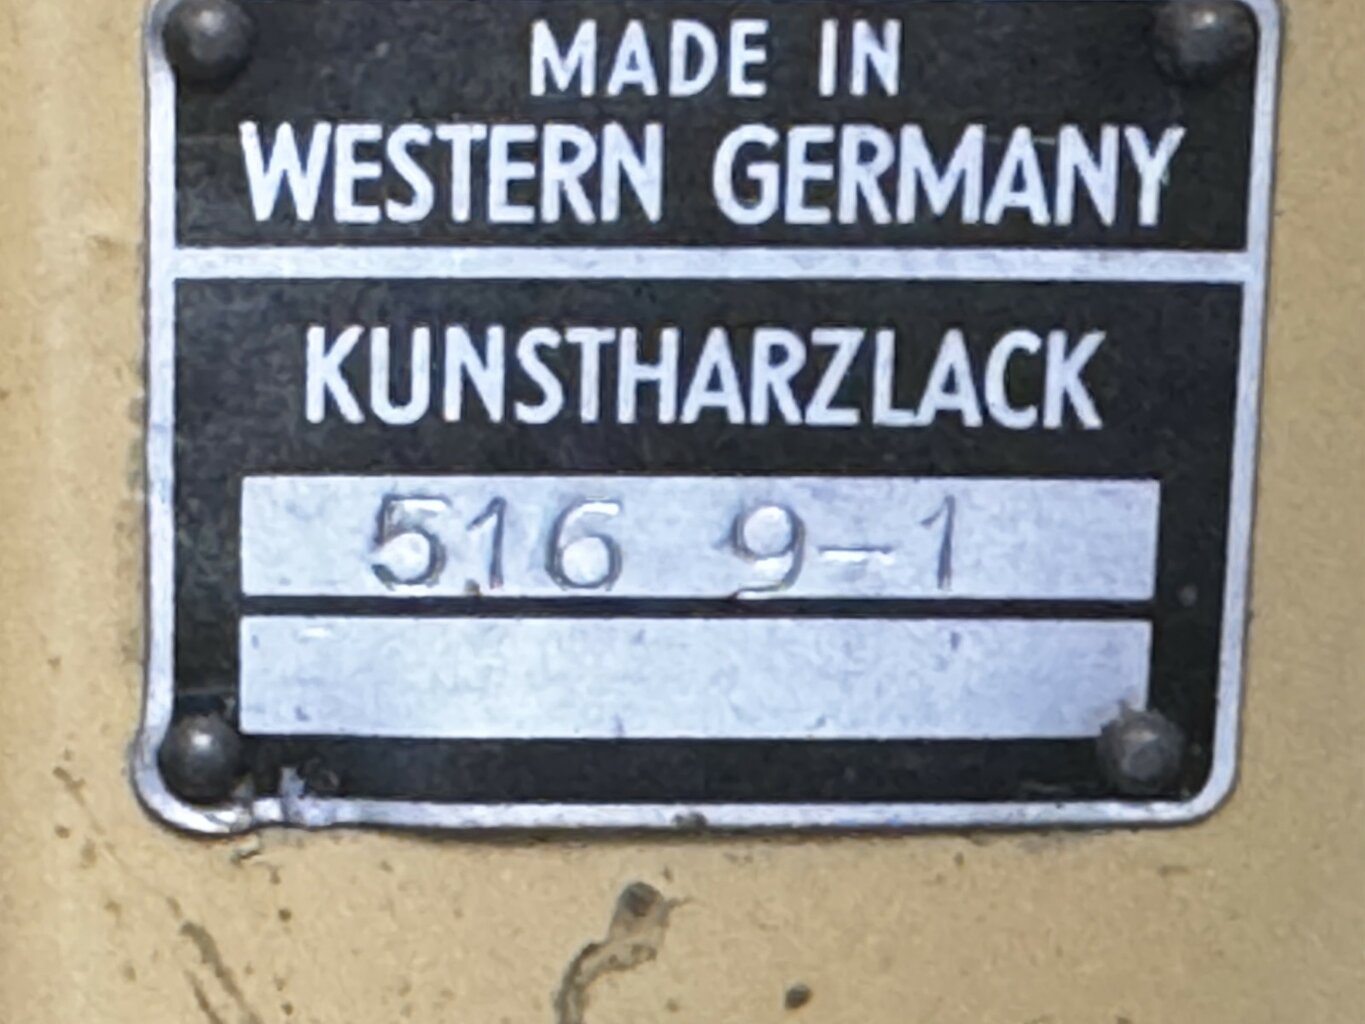 MADE IN
WESTERN GERMANY
KUNSTHARZLACK
516 9-1